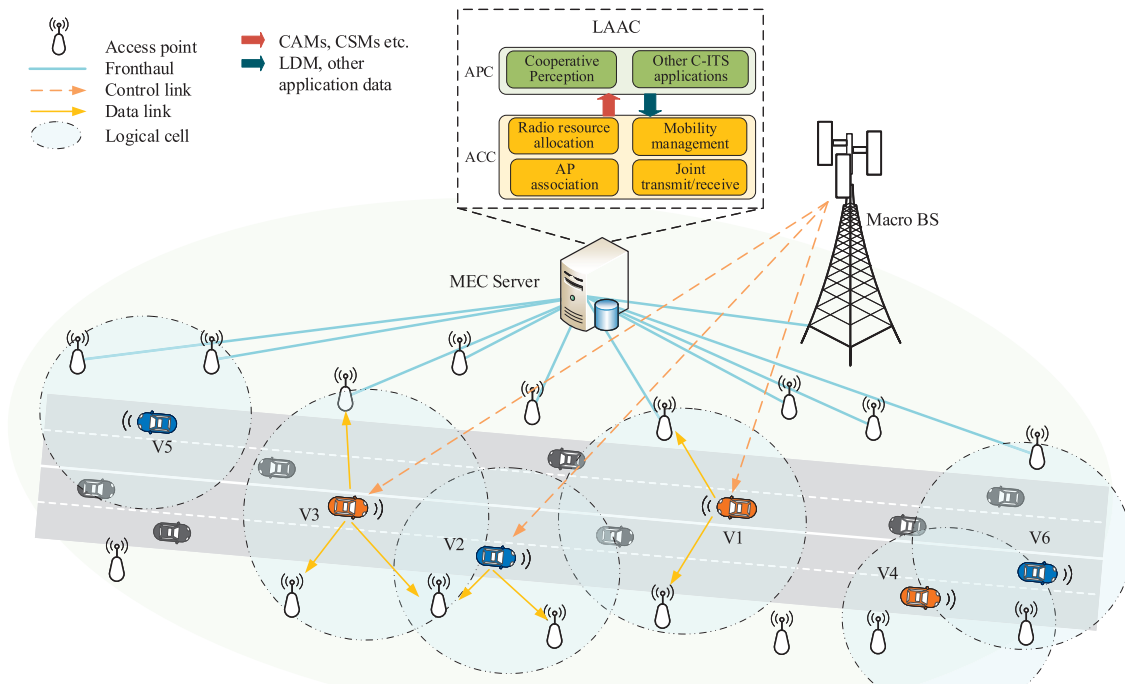 Access point
Fronthaul
Control link
Data link
Logical cell
CAMs, CSMs etc.
LDM, other
application data
LAAC
APC
Cooperative
Perception
Other C-ITS
applications
ACC
Radio resource
allocation
Mobility
management
AP
association
Joint
transmit/receive
Macro BS
MEC Server
V5
V3
V2
V1
V4
V6